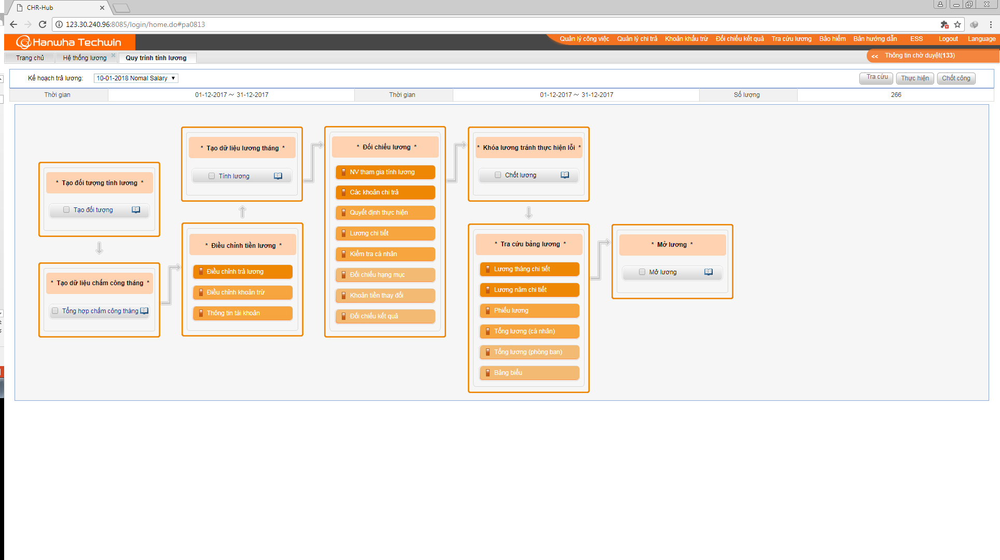 CHR-Hub
123.30.240.96:8085/login/home.do#pa0813
Hanwha Techwin
Quản lý công việc Quản lý chi trả Khoản khấu trừ Đối chiếu kết quả Tra cứu lương Bảo hiểm Bản hướng dẫn ESS Logout Language
Trang chủ Hệ thống lương Quy trình tính lương
<< Thông tin chờ duyệt(133)
Kế hoạch trả lương: 10-01-2018 Nomal Salary
Tra cứu Thực hiện Chốt công
Thời gian 01-12-2017 ～ 31-12-2017 Thời gian 01-12-2017 ～ 31-12-2017 Số lượng 266
* Tạo đối tượng tính lương *
Tạo đối tượng
* Tạo dữ liệu chấm công tháng *
Tổng hợp chấm công tháng
* Tạo dữ liệu lương tháng *
Tính lương
* Điều chỉnh tiền lương *
Điều chỉnh trả lương
Điều chỉnh khoản trừ
Thông tin tài khoản
* Đối chiếu lương *
NV tham gia tính lương
Các khoản chi trả
Quyết định thực hiện
Lương chi tiết
Kiểm tra cá nhân
Đối chiếu hạng mục
Khoản tiền thay đổi
Đối chiếu kết quả
* Khóa lương tránh thực hiện lỗi *
Chốt lương
* Tra cứu bảng lương *
Lương tháng chi tiết
Lương năm chi tiết
Phiếu lương
Tổng lương (cá nhân)
Tổng lương (phòng ban)
Bảng biểu
* Mở lương *
Mở lương